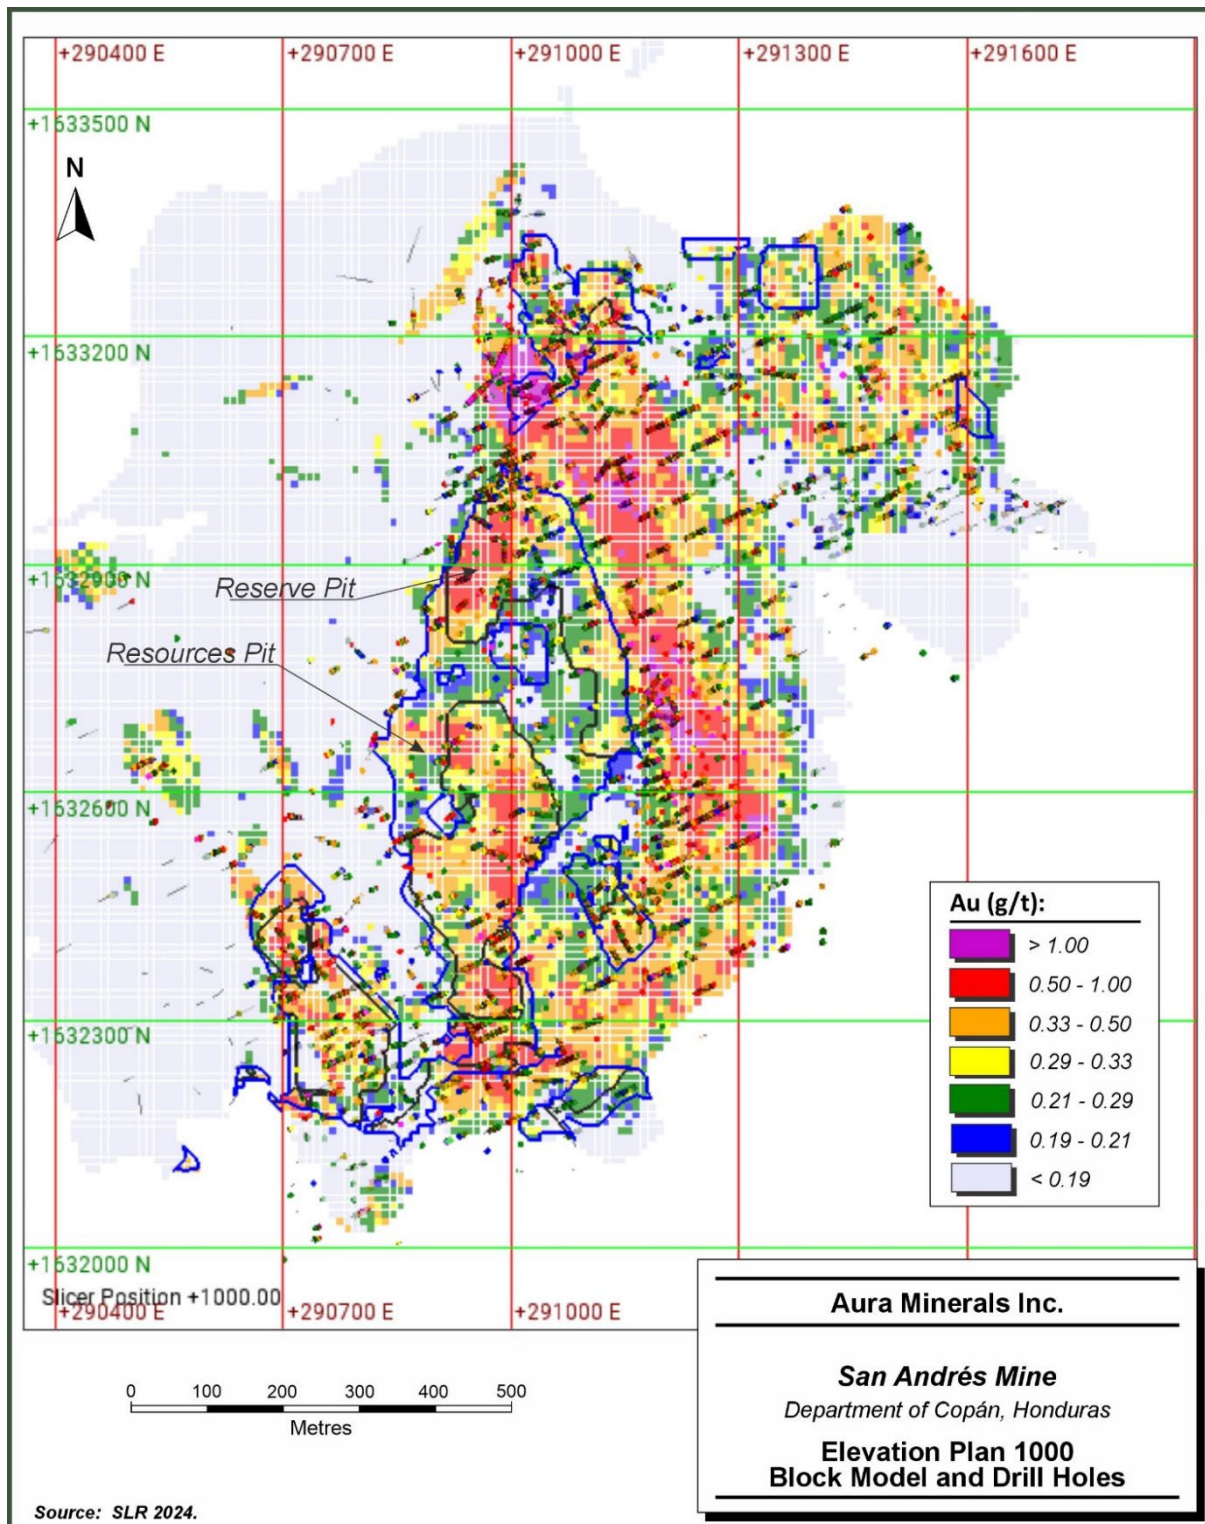 +290400 E +290700 E +291000 E +291300 E +291600 E
+1633500 N
N
+1633200 N
+1632900 N
Reserve Pit
Resources Pit
+1632600 N
Au (g/t):
> 1.00
0.50 - 1.00
0.33 - 0.50
0.29 - 0.33
0.21 - 0.29
0.19 - 0.21
< 0.19
+1632300 N
+1632000 N
Slicer Position +1000.00
+290400 E +290700 E +291000 E
Aura Minerals Inc.
San Andrés Mine
Department of Copán, Honduras
Elevation Plan 1000
Block Model and Drill Holes
0 100 200 300 400 500
Metres
Source: SLR 2024.